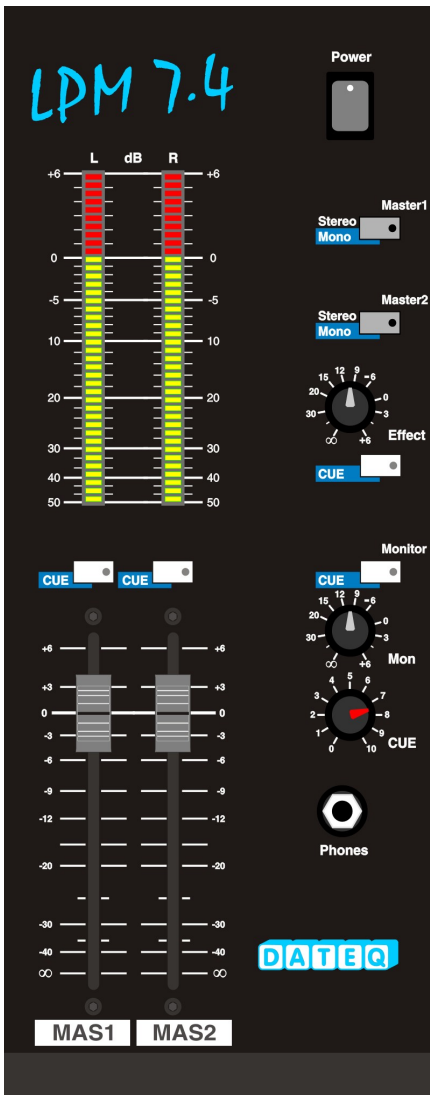 LPM 7.4
Power
L dB R
+6 +6
0 0
-5 -5
10 10
20 20
30 30
40 40
50 50
Master1
Stereo
Mono
Master2
Stereo
Mono
15 12 9 -6
20 0
30 3
∞ +6
Effect
CUE
Monitor
CUE
15 12 9 -6
20 0
30 3
∞ +6
Mon
4 5 6
3 7
2 8
1 9
0 10
CUE
Phones
CUE CUE
+6 +6
+3 +3
0 0
-3 -3
-6 -6
-9 -9
-12 -12
-20 -20
-30 -30
-40 -40
∞ ∞
MAS1 MAS2
DATEQ